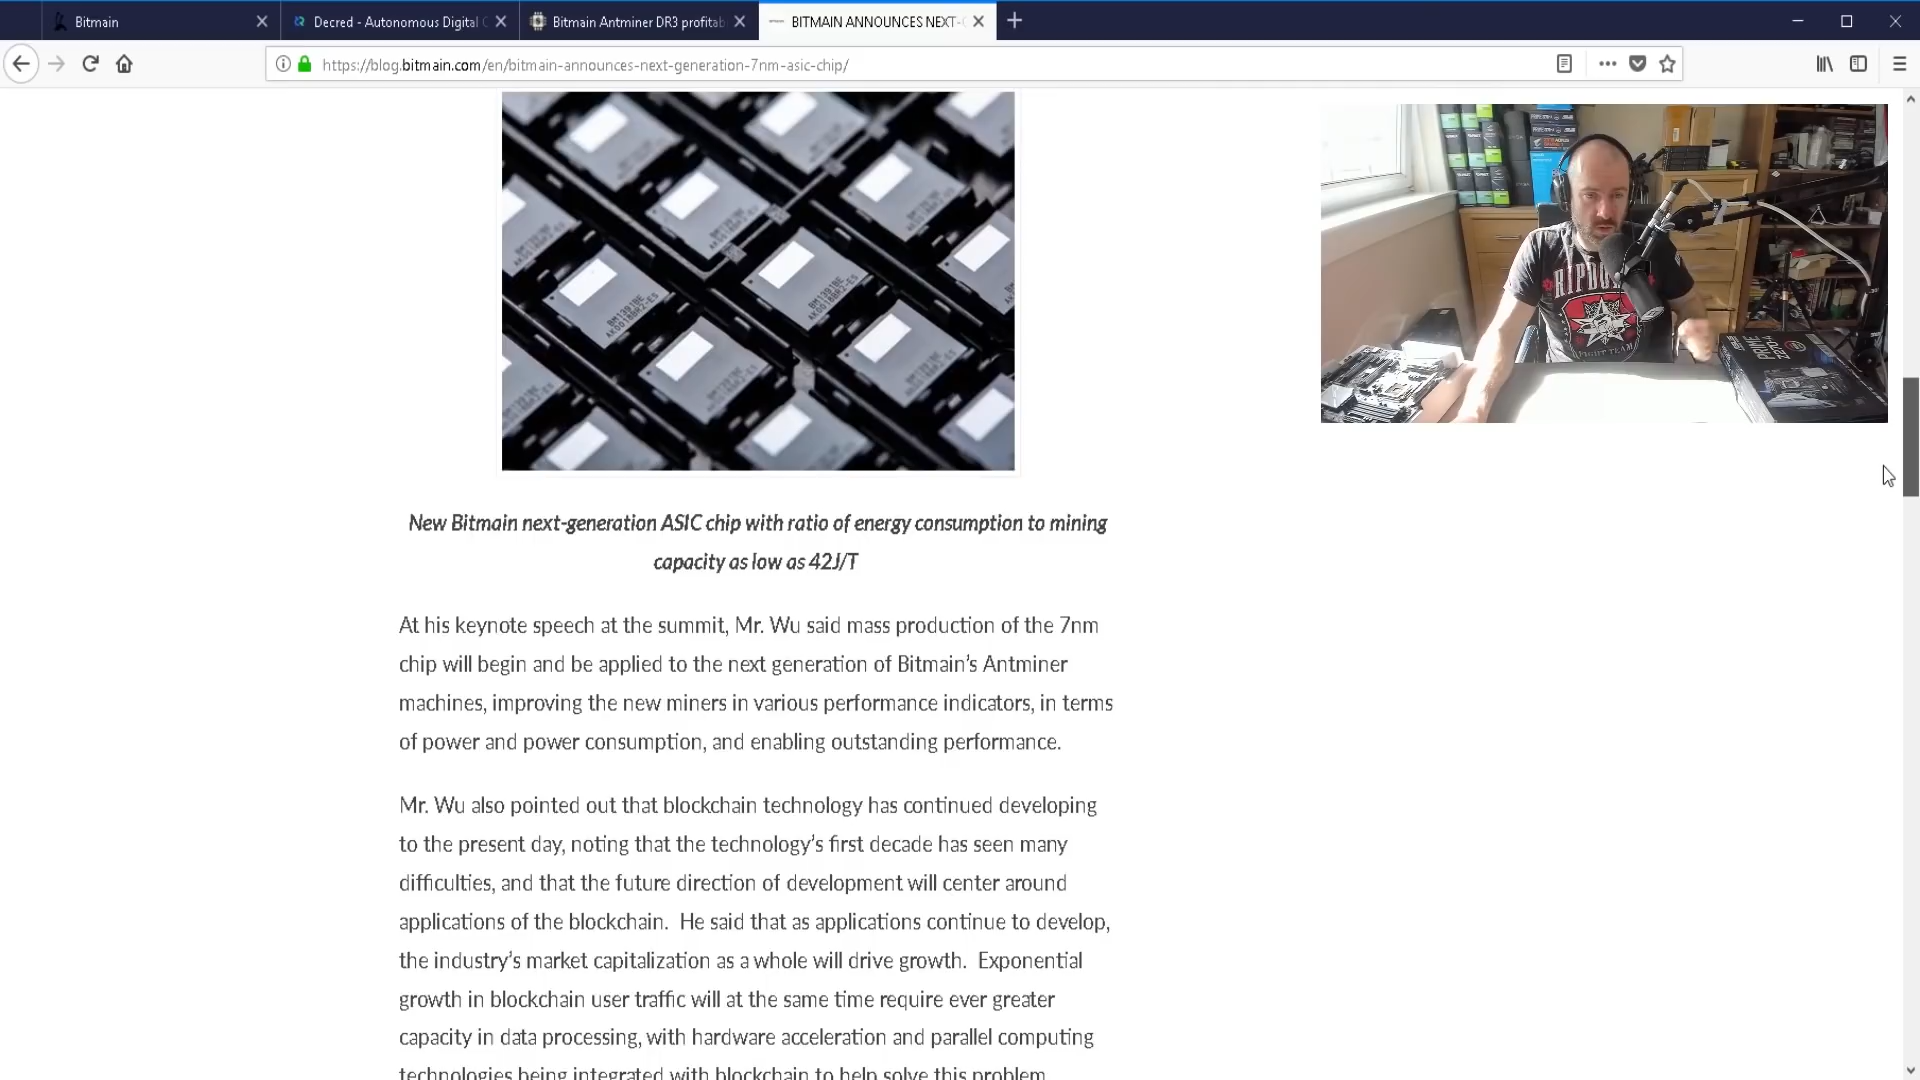 Bitmain
Decred - Autonomous Digital
Bitmain Antminer DR3 profitab
BITMAIN ANNOUNCES NEXT-
https://blog.bitmain.com/en/bitmain-announces-next-generation-7nm-asic-chip/
BM1391BE
BM1391BE
New Bitmain next-generation ASIC chip with ratio of energy consumption to mining
capacity as low as 42J/T
At his keynote speech at the summit, Mr. Wu said mass production of the 7nm
chip will begin and be applied to the next generation of Bitmain’s Antminer
machines, improving the new miners in various performance indicators, in terms
of power and power consumption, and enabling outstanding performance.
Mr. Wu also pointed out that blockchain technology has continued developing
to the present day, noting that the technology’s first decade has seen many
difficulties, and that the future direction of development will center around
applications of the blockchain.  He said that as applications continue to develop,
the industry’s market capitalization as a whole will drive growth.  Exponential
growth in blockchain user traffic will at the same time require ever greater
capacity in data processing, with hardware acceleration and parallel computing
technologies being integrated with blockchain to help solve this problem.
PRIME